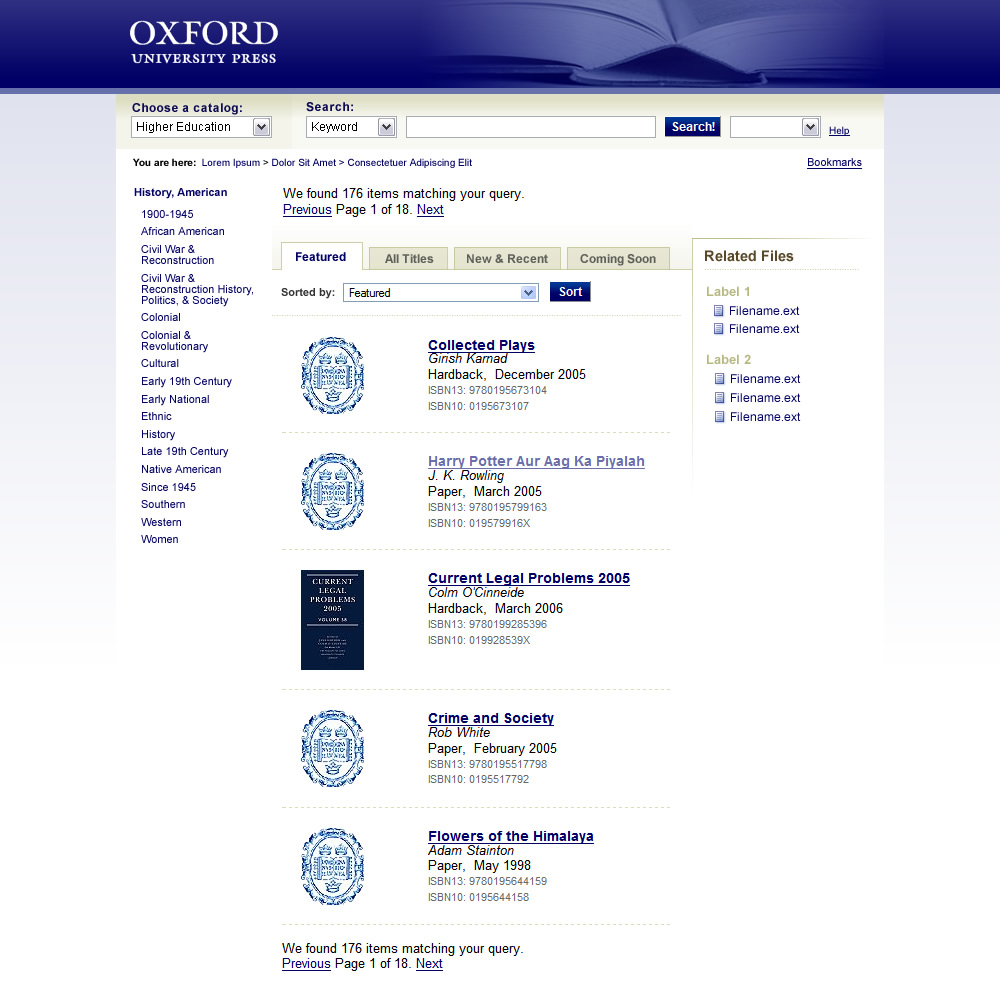 OXFORD
UNIVERSITY PRESS
Choose a catalog:
Higher Education
Search:
Keyword
Search!
Help
You are here: Lorem Ipsum > Dolor Sit Amet > Consectetuer Adipiscing Elit
Bookmarks
History, American
1900-1945
African American
Civil War &
Reconstruction
Civil War &
Reconstruction History,
Politics, & Society
Colonial
Colonial &
Revolutionary
Cultural
Early 19th Century
Early National
Ethnic
History
Late 19th Century
Native American
Since 1945
Southern
Western
Women
We found 176 items matching your query.
Previous Page 1 of 18. Next
Featured
All Titles
New & Recent
Coming Soon
Sorted by:
Featured
Sort
Collected Plays
Girish Karnad
Hardback, December 2005
ISBN13: 9780195673104
ISBN10: 0195673107
Harry Potter Aur Aag Ka Piyalah
J. K. Rowling
Paper, March 2005
ISBN13: 9780195799163
ISBN10: 019579916X
CURRENT
LEGAL
PROBLEMS
2005
VOLUME 58
Current Legal Problems 2005
Colm O'Cinneide
Hardback, March 2006
ISBN13: 9780199285396
ISBN10: 019928539X
Crime and Society
Rob White
Paper, February 2005
ISBN13: 9780195517798
ISBN10: 0195517792
Flowers of the Himalaya
Adam Stainton
Paper, May 1998
ISBN13: 9780195644159
ISBN10: 0195644158
We found 176 items matching your query.
Previous Page 1 of 18. Next
Related Files
Label 1
Filename.ext
Filename.ext
Label 2
Filename.ext
Filename.ext
Filename.ext